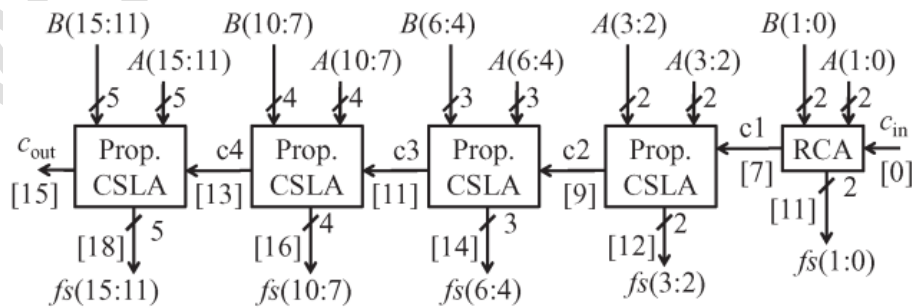 B(15:11) B(10:7) B(6:4) A(3:2) B(1:0)
A(15:11) A(10:7) A(6:4) A(3:2) A(1:0)
5 5 4 4 3 3 2 2 2 2
c_out Prop. CSLA c4 Prop. CSLA c3 Prop. CSLA c2 Prop. CSLA c1 RCA c_in
[15] [13] [11] [9] [7] [0]
[18] 5 [16] 4 [14] 3 [12] 2 [11] 2
fs(15:11) fs(10:7) fs(6:4) fs(3:2) fs(1:0)